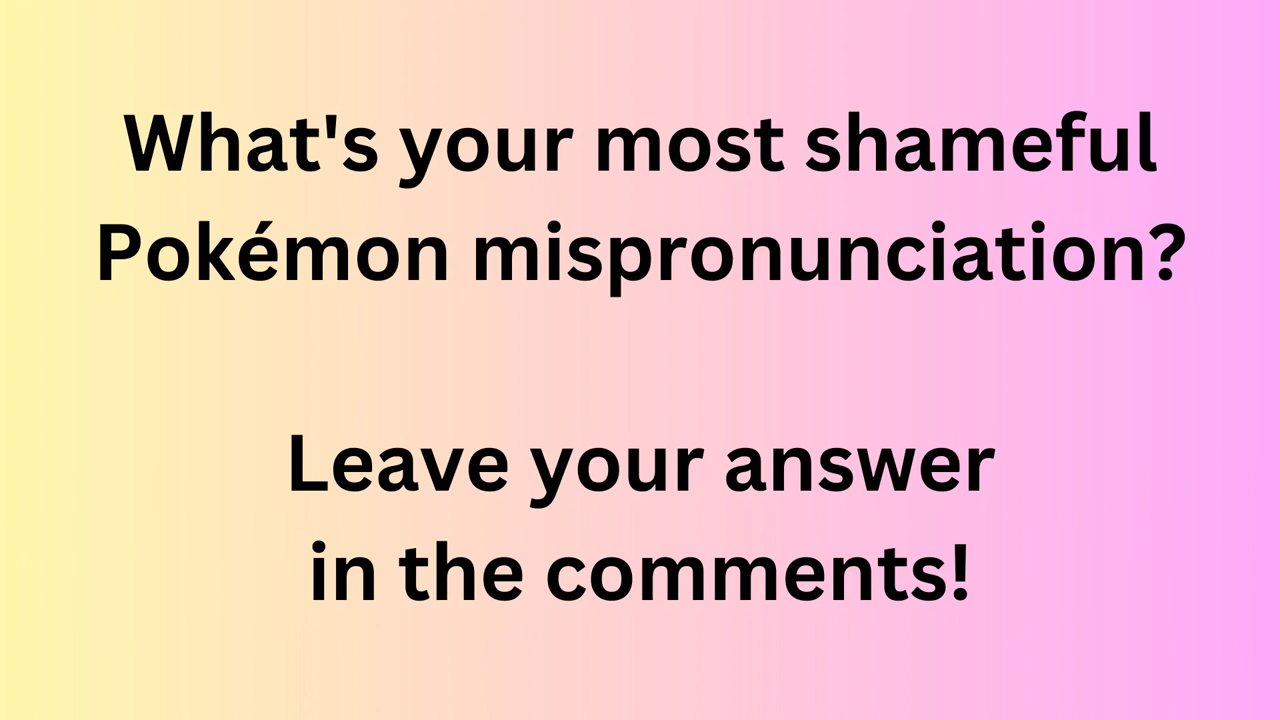 What's your most shameful
Pokémon mispronunciation?
Leave your answer
in the comments!